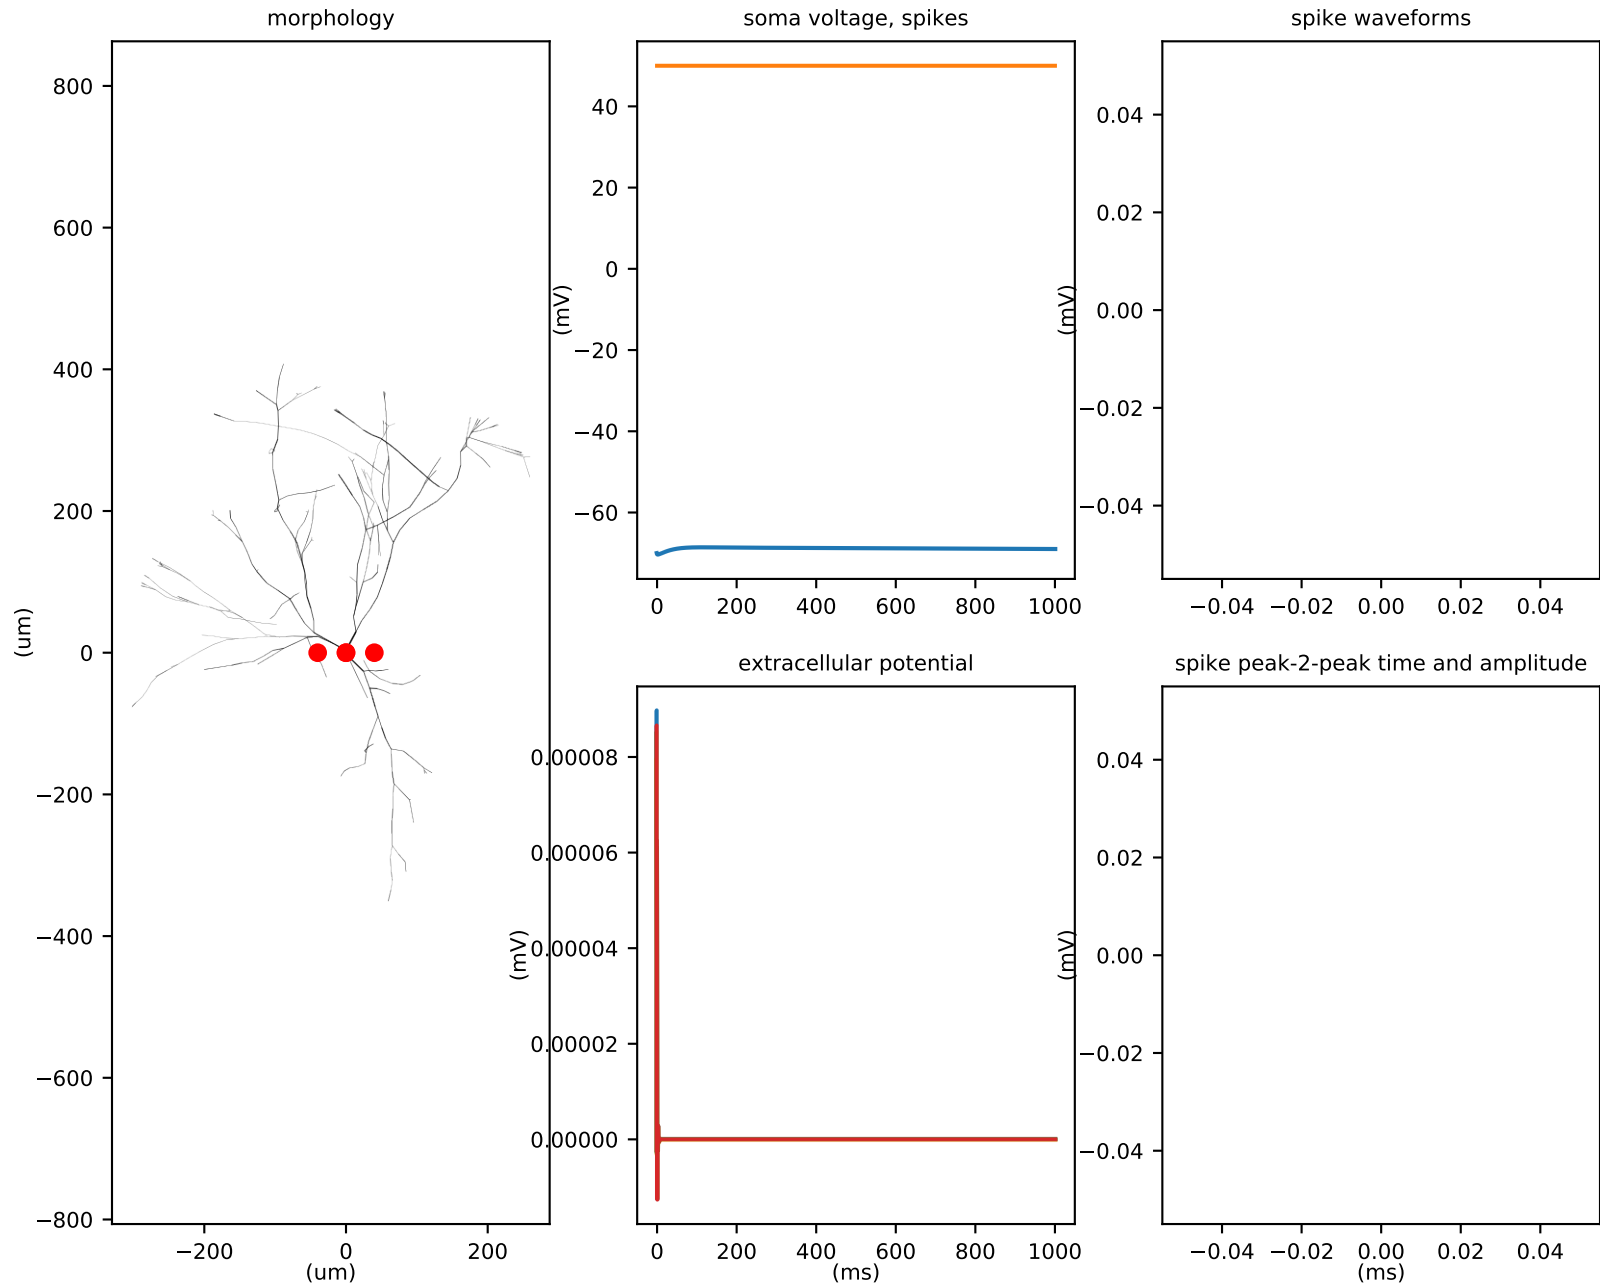 morphology
800
600
400
200
0
−200
−400
−600
−800
−200 0 200
(um)
(um)
soma voltage, spikes
40
20
0
−20
−40
−60
(mV)
0 200 400 600 800 1000
spike waveforms
0.04
0.02
0.00
−0.02
−0.04
(mV)
−0.04 −0.02 0.00 0.02 0.04
extracellular potential
0.00008
0.00006
0.00004
0.00002
0.00000
(mV)
0 200 400 600 800 1000
(ms)
spike peak-2-peak time and amplitude
0.04
0.02
0.00
−0.02
−0.04
(mV)
−0.04 −0.02 0.00 0.02 0.04
(ms)